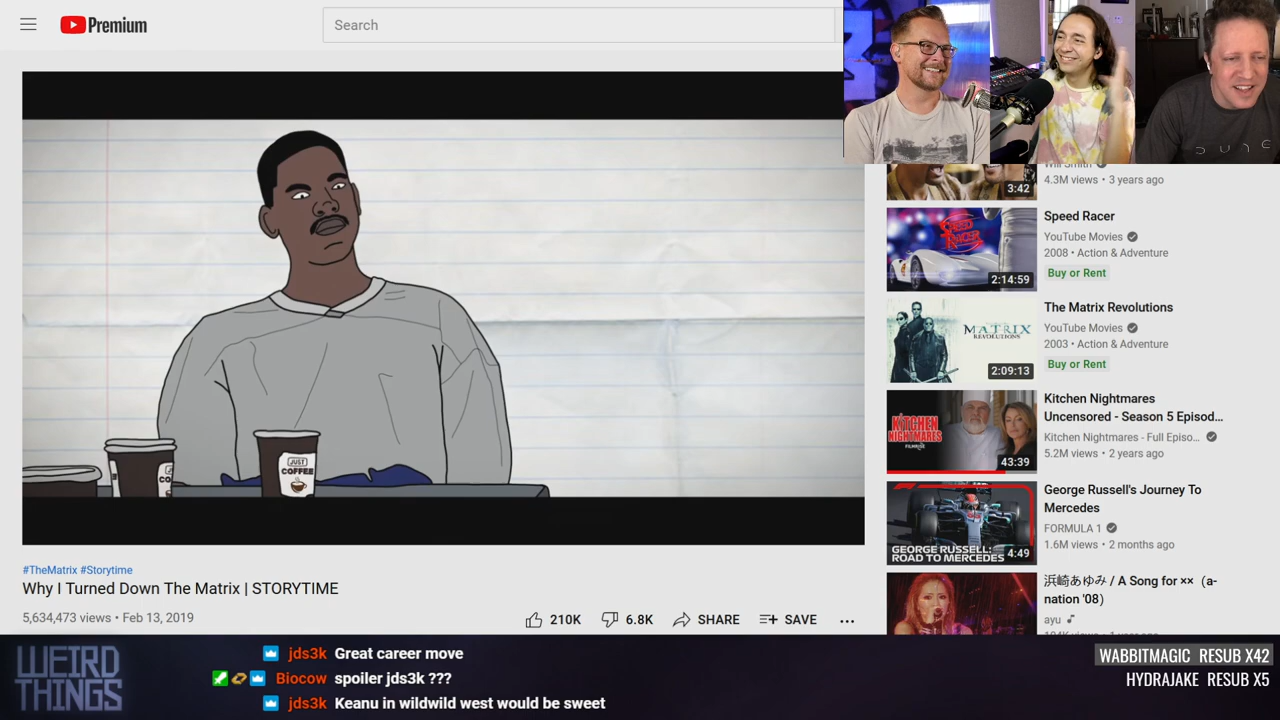 Premium
Search
DUNE
Will Smith
4.3M views • 3 years ago
3:42
SPEED RACER
2:14:59
Speed Racer
YouTube Movies
2008 • Action & Adventure
Buy or Rent
MATRIX
REVOLUTIONS
2:09:13
The Matrix Revolutions
YouTube Movies
2003 • Action & Adventure
Buy or Rent
KITCHEN
NIGHTMARES
FILMRISE
43:39
Kitchen Nightmares
Uncensored - Season 5 Episod...
Kitchen Nightmares - Full Episo...
5.2M views • 2 years ago
GEORGE RUSSELL:
ROAD TO MERCEDES
4:49
George Russell's Journey To
Mercedes
FORMULA 1
1.6M views • 2 months ago
浜崎あゆみ / A Song for ×× （a-
nation '08）
ayu
JUST
COFFEE
CO
#TheMatrix #Storytime
Why I Turned Down The Matrix | STORYTIME
5,634,473 views • Feb 13, 2019
210K
6.8K
SHARE
SAVE
WEIRD
THINGS
jds3k Great career move
Biocow spoiler jds3k ???
jds3k Keanu in wildwild west would be sweet
WABBITMAGIC RESUB X42
HYDRAJAKE RESUB X5